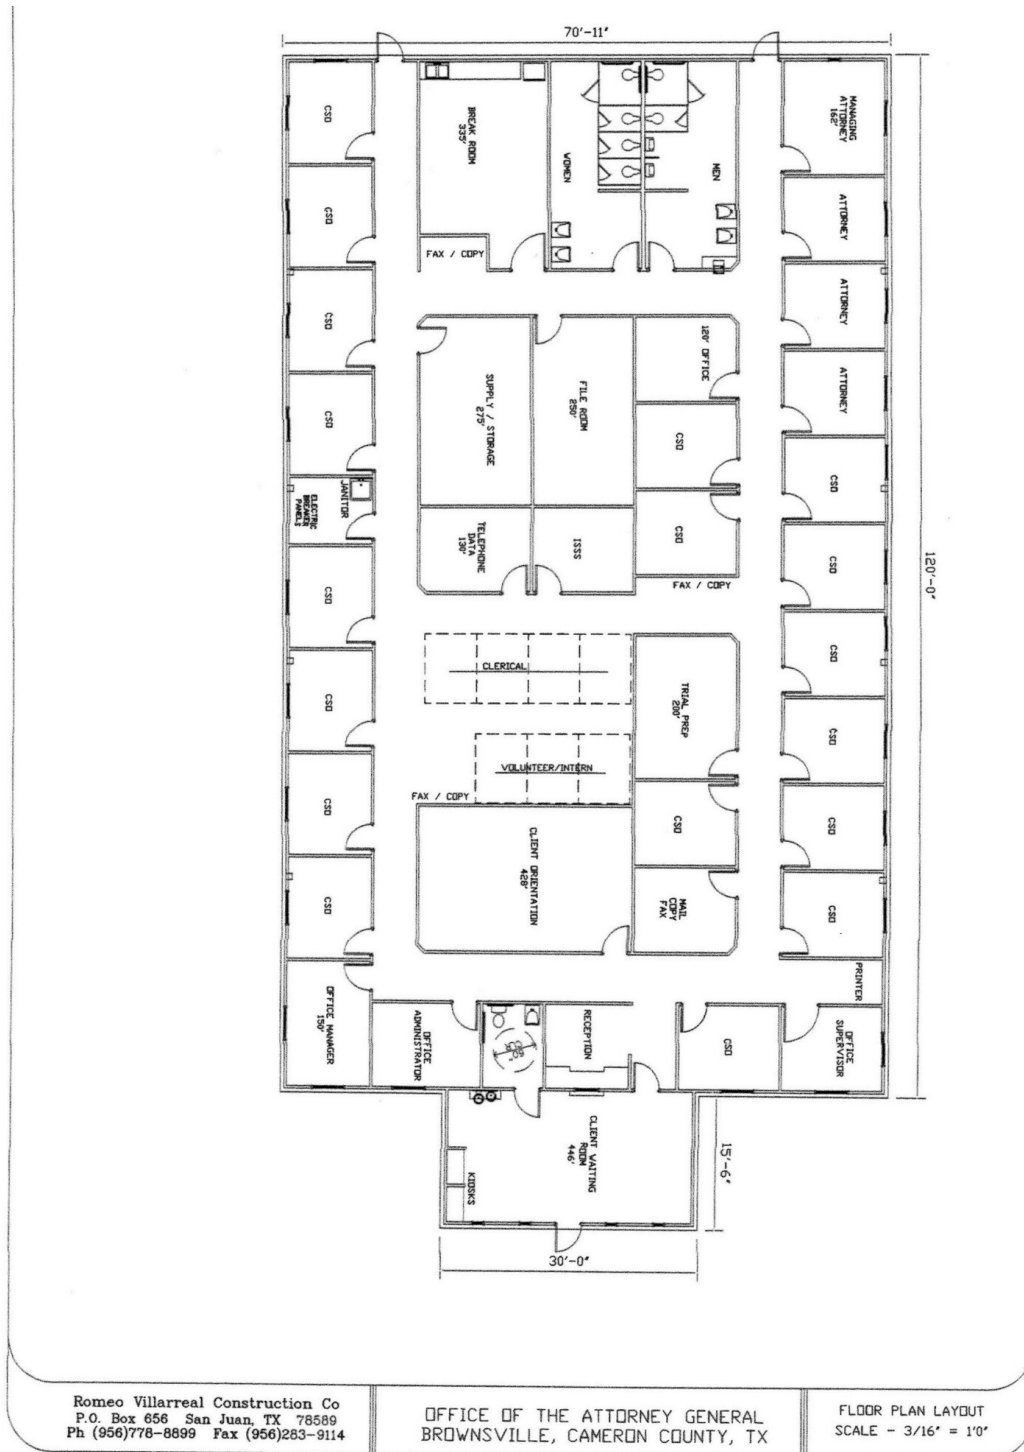 70'-11"
CSO
BREAK ROOM
335'
WOMEN
MEN
MANAGING
ATTORNEY
162'
CSO
FAX / COPY
ATTORNEY
CSO
ATTORNEY
CSO
SUPPLY / STORAGE
275'
FILE ROOM
250'
120' OFFICE
CSO
ATTORNEY
JANITOR
ELECTRIC
BREAKER
PANELS
CSO
CSO
120'-0"
TELEPHONE
DATA
130'
ISSS
CSO
CSO
FAX / COPY
CSO
CLERICAL
TRIAL PREP
200'
CSO
VOLUNTEER/INTERN
CSO
FAX / COPY
CSO
CLIENT ORIENTATION
428'
CSO
CSO
CSO
MAIL
COPY
FAX
CSO
PRINTER
OFFICE MANAGER
150'
OFFICE
ADMINISTRATOR
60"
CLR
RECEPTION
CSO
OFFICE
SUPERVISOR
CLIENT WAITING
ROOM
446'
KIOSKS
15'-6"
30'-0"
Romeo Villarreal Construction Co
P.O. Box 656 San Juan, TX 78589
Ph (956)778-8899 Fax (956)283-9114
OFFICE OF THE ATTORNEY GENERAL
BROWNSVILLE, CAMERON COUNTY, TX
FLOOR PLAN LAYOUT
SCALE - 3/16" = 1'0"